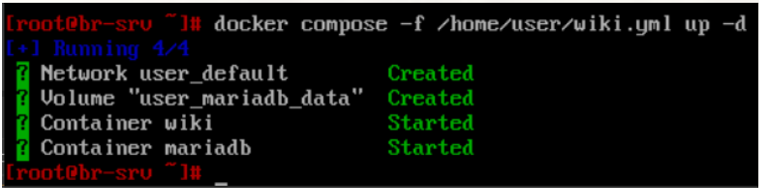 [root@br-srv ~]# docker compose -f /home/user/wiki.yml up -d
[+] Running 4/4
? Network user_default Created
? Volume "user_mariadb_data" Created
? Container wiki Started
? Container mariadb Started
[root@br-srv ~]# _